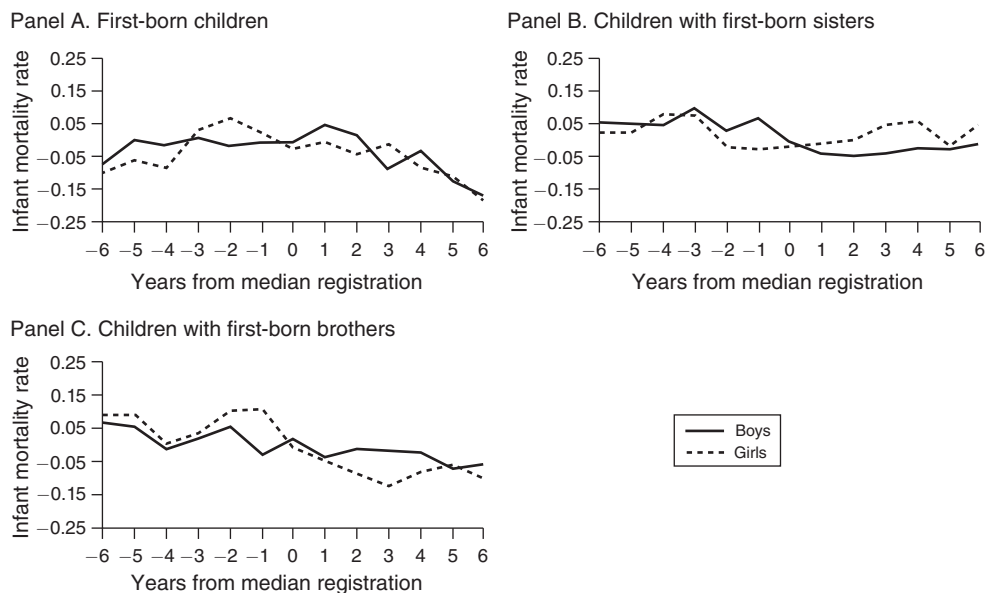 Panel A. First-born children
Infant mortality rate
0.25
0.15
0.05
−0.05
−0.15
−0.25
−6 −5 −4 −3 −2 −1 0 1 2 3 4 5 6
Years from median registration
Panel B. Children with first-born sisters
Infant mortality rate
0.25
0.15
0.05
−0.05
−0.15
−0.25
−6 −5 −4 −3 −2 −1 0 1 2 3 4 5 6
Years from median registration
Panel C. Children with first-born brothers
Infant mortality rate
0.25
0.15
0.05
−0.05
−0.15
−0.25
−6 −5 −4 −3 −2 −1 0 1 2 3 4 5 6
Years from median registration
Boys
Girls